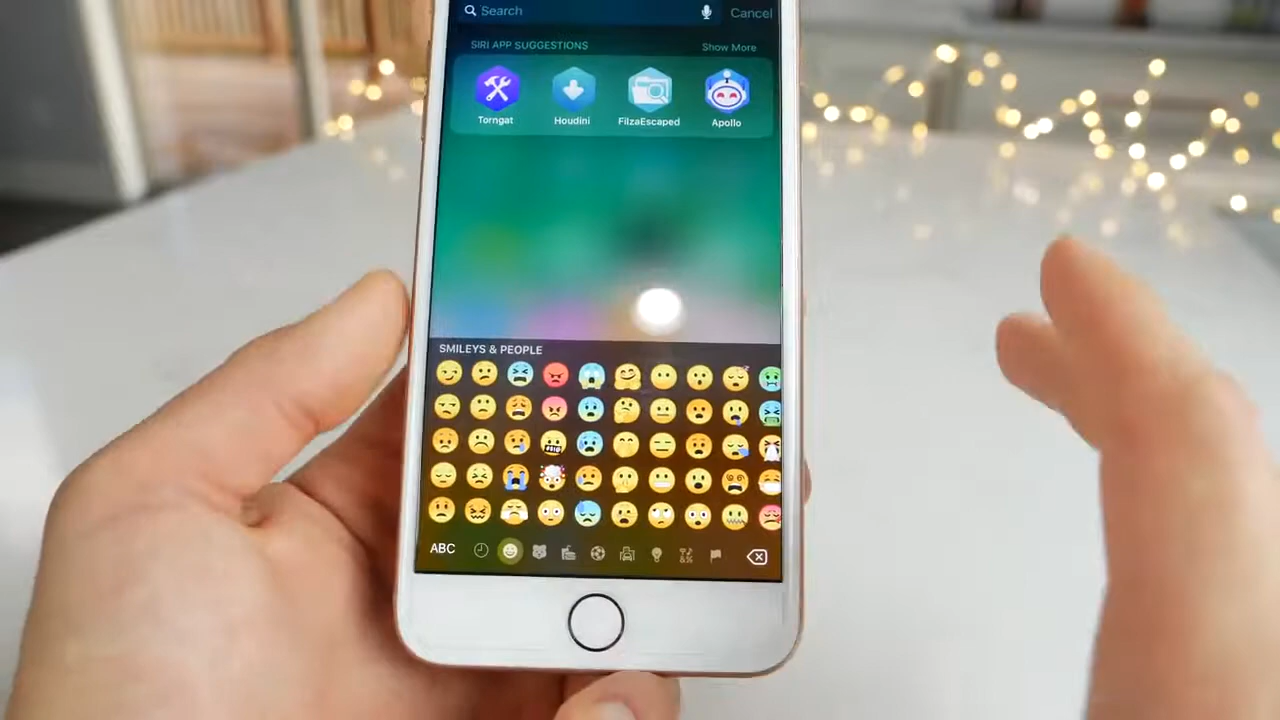 Search
Cancel
SIRI APP SUGGESTIONS
Show More
Torngat
Houdini
FilzaEscaped
Apollo
SMILEYS & PEOPLE
ABC